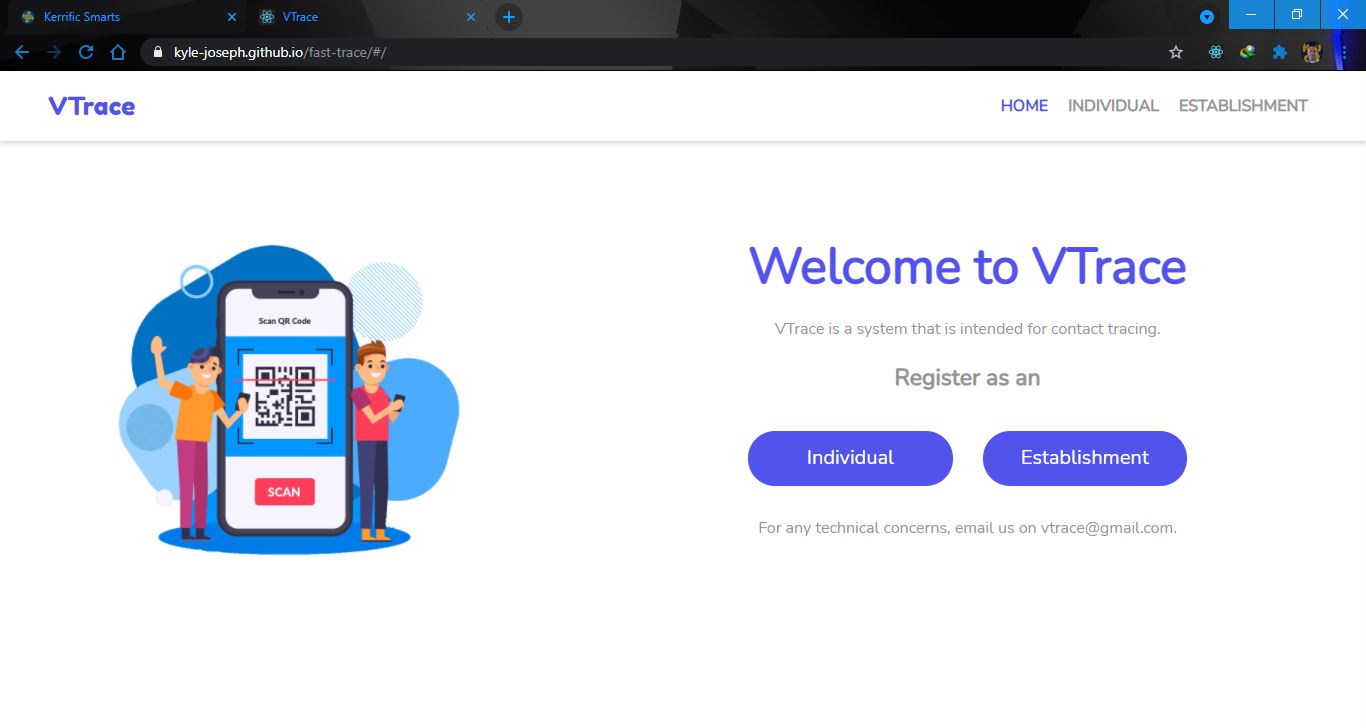 Kerrific Smarts
VTrace
kyle-joseph.github.io/fast-trace/#/
VTrace
HOME INDIVIDUAL ESTABLISHMENT
Scan QR Code
SCAN
Welcome to VTrace
VTrace is a system that is intended for contact tracing.
Register as an
Individual
Establishment
For any technical concerns, email us on vtrace@gmail.com.